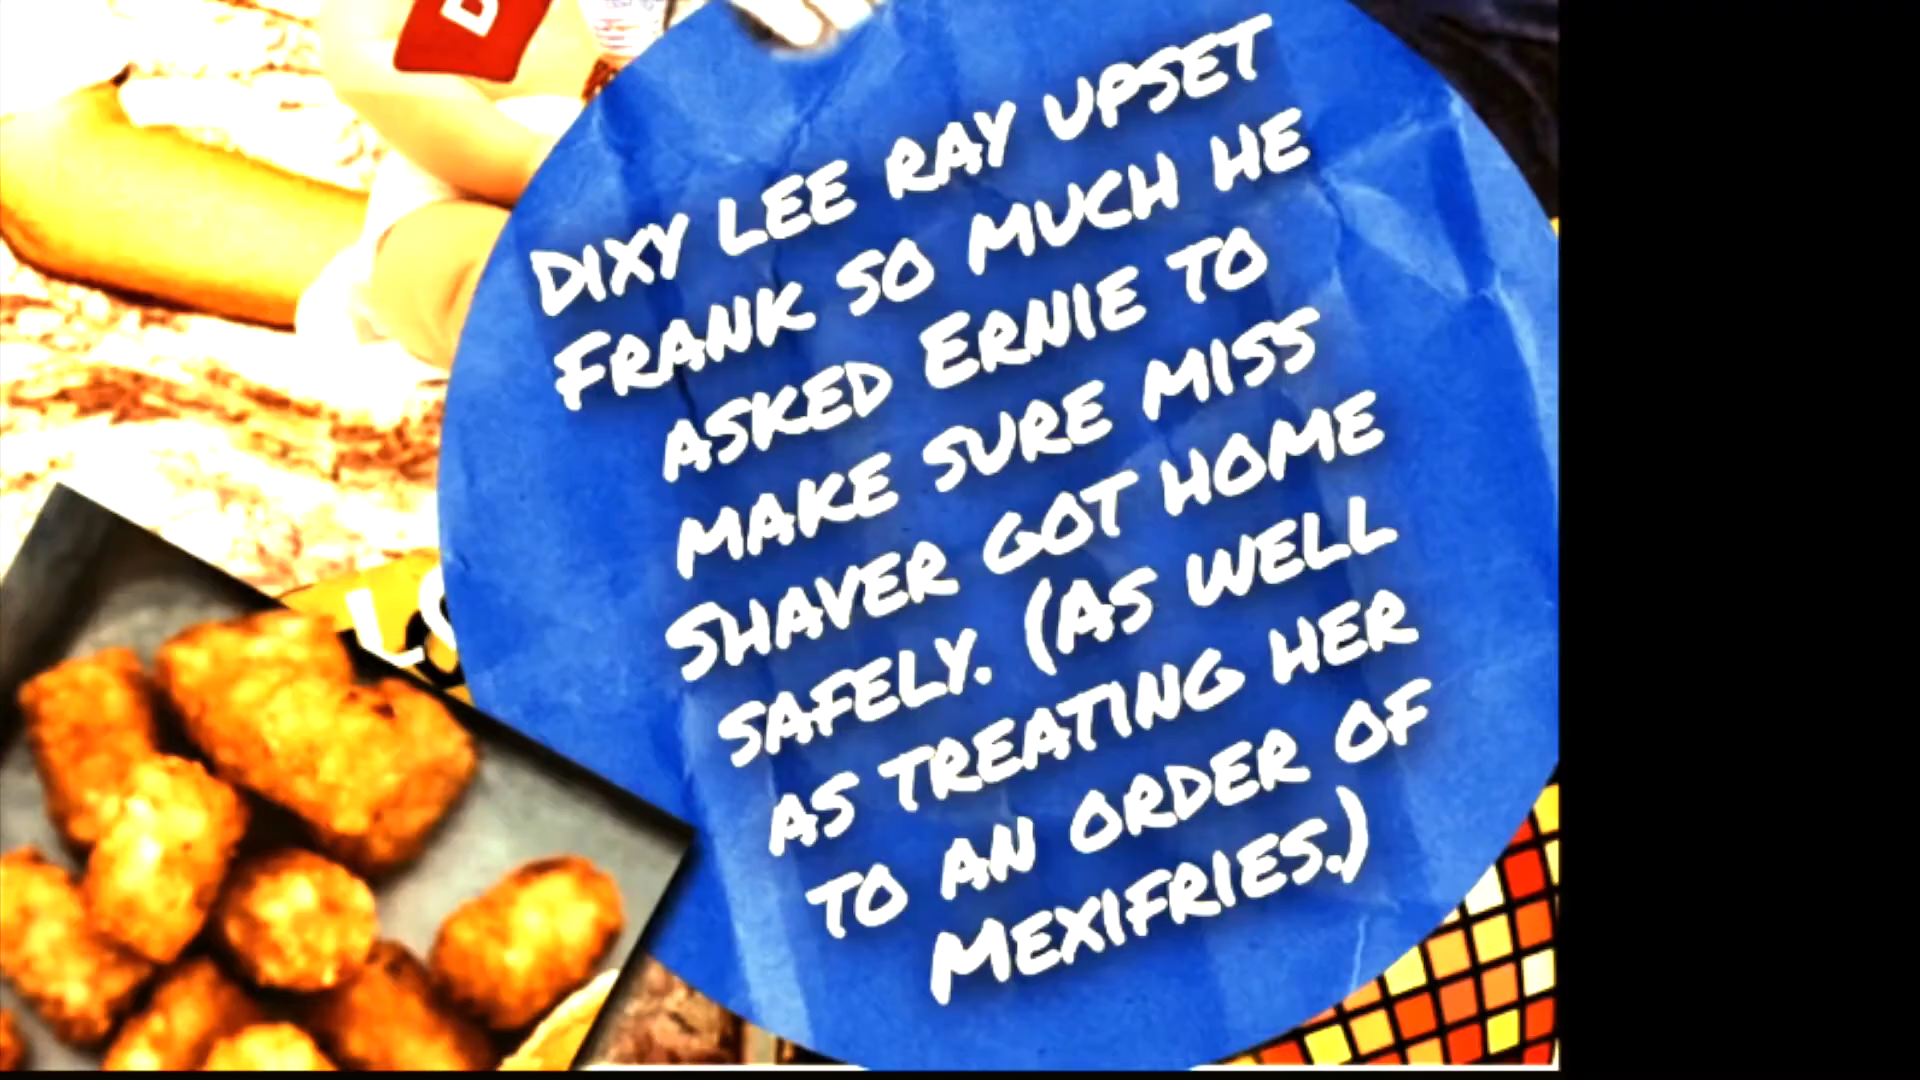 D
DIXY LEE RAY UPSET
FRANK SO MUCH HE
ASKED ERNIE TO
MAKE SURE MISS
SHAVER GOT HOME
SAFELY. (AS WELL
AS TREATING HER
TO AN ORDER OF
MEXIFRIES.)